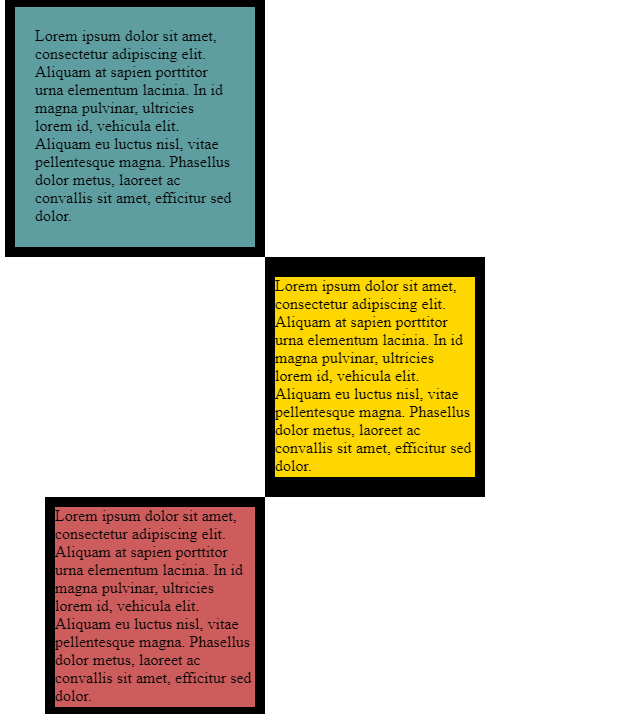 Lorem ipsum dolor sit amet,
consectetur adipiscing elit.
Aliquam at sapien porttitor
urna elementum lacinia. In id
magna pulvinar, ultricies
lorem id, vehicula elit.
Aliquam eu luctus nisl, vitae
pellentesque magna. Phasellus
dolor metus, laoreet ac
convallis sit amet, efficitur sed
dolor.
Lorem ipsum dolor sit amet,
consectetur adipiscing elit.
Aliquam at sapien porttitor
urna elementum lacinia. In id
magna pulvinar, ultricies
lorem id, vehicula elit.
Aliquam eu luctus nisl, vitae
pellentesque magna. Phasellus
dolor metus, laoreet ac
convallis sit amet, efficitur sed
dolor.
Lorem ipsum dolor sit amet,
consectetur adipiscing elit.
Aliquam at sapien porttitor
urna elementum lacinia. In id
magna pulvinar, ultricies
lorem id, vehicula elit.
Aliquam eu luctus nisl, vitae
pellentesque magna. Phasellus
dolor metus, laoreet ac
convallis sit amet, efficitur sed
dolor.